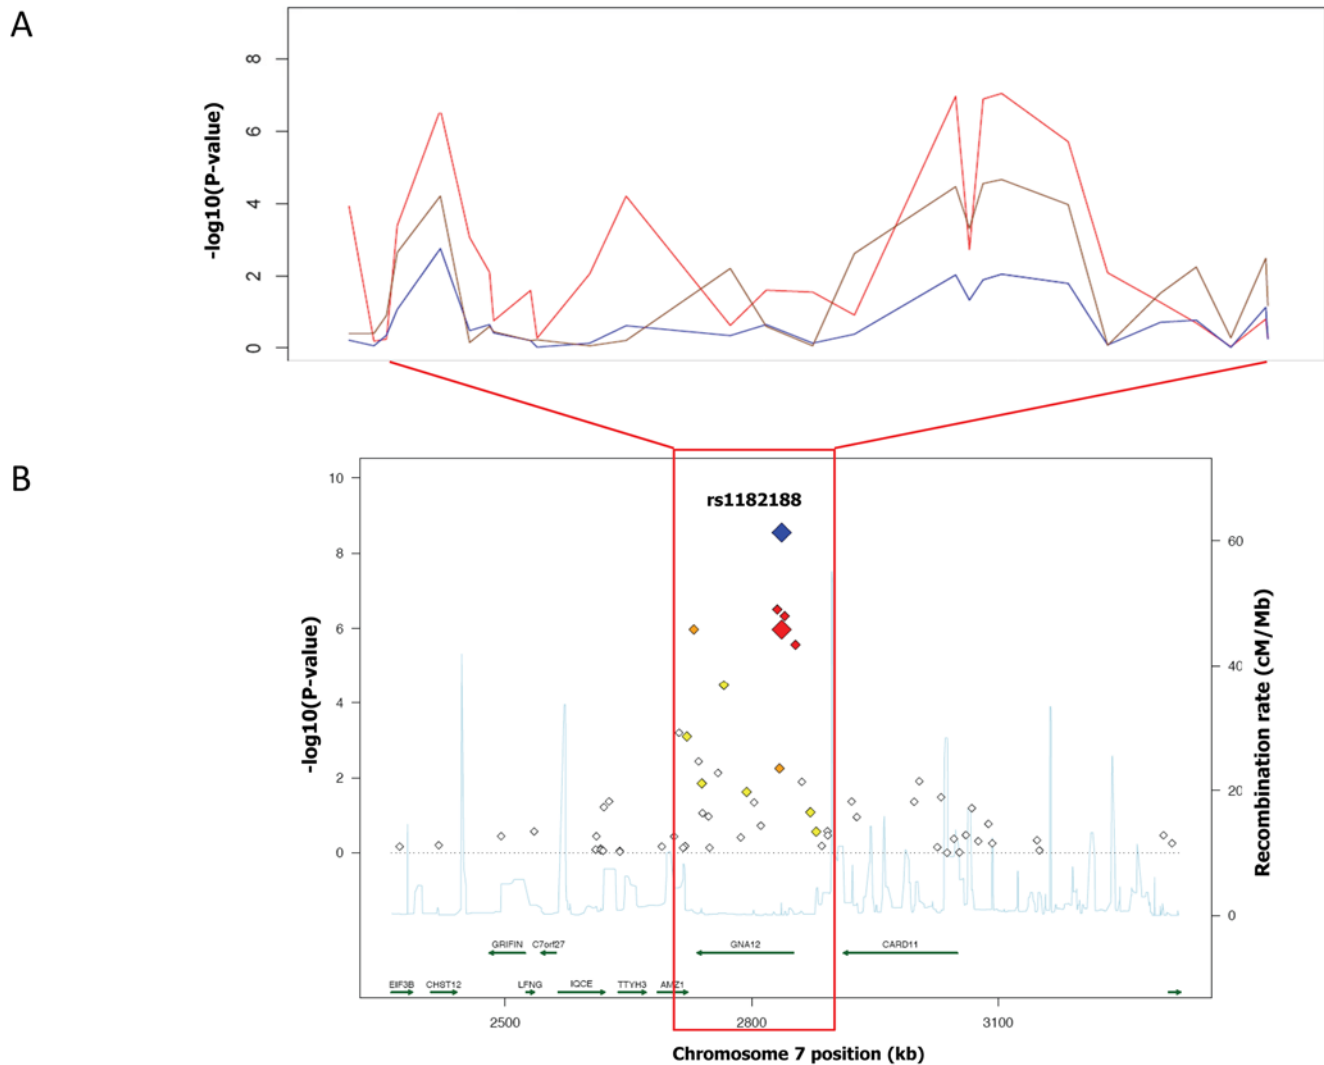 A
-log10(P-value)
8
6
4
2
0
B
-log10(P-value)
10
8
6
4
2
0
rs1182188
60
40
20
0
Recombination rate (cM/Mb)
GRIFIN C7orf27 GNA12 CARD11
EIF3B CHST12 LFNG IQCE TTYH3 AMZ1
2500 2800 3100
Chromosome 7 position (kb)